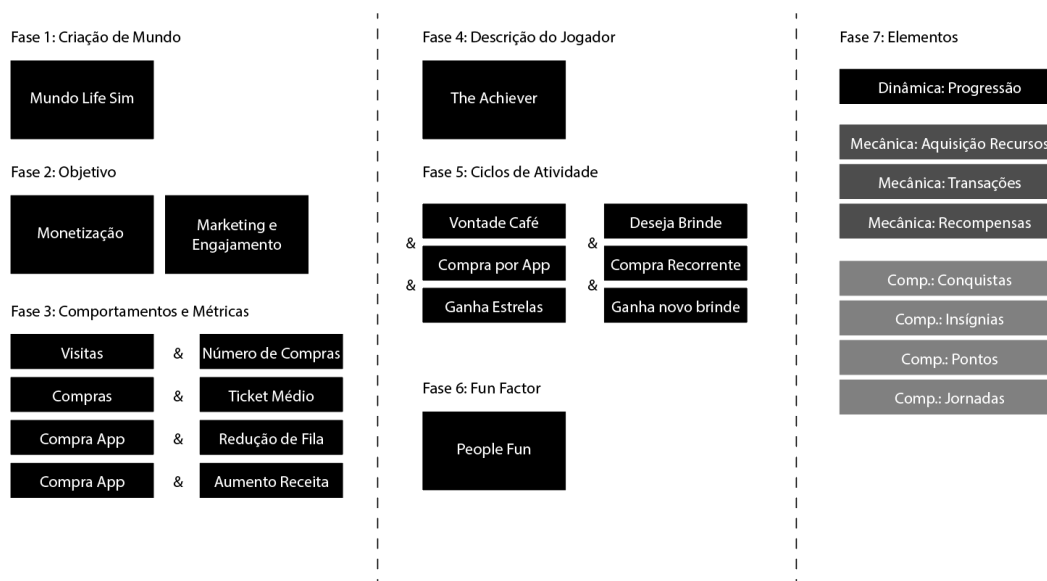 Fase 1: Criação de Mundo
Mundo Life Sim
Fase 2: Objetivo
Monetização
Marketing e
Engajamento
Fase 3: Comportamentos e Métricas
Visitas & Número de Compras
Compras & Ticket Médio
Compra App & Redução de Fila
Compra App & Aumento Receita
Fase 4: Descrição do Jogador
The Achiever
Fase 5: Ciclos de Atividade
Vontade Café
&
Compra por App
&
Ganha Estrelas
Deseja Brinde
&
Compra Recorrente
&
Ganha novo brinde
Fase 6: Fun Factor
People Fun
Fase 7: Elementos
Dinâmica: Progressão
Mecânica: Aquisição Recursos
Mecânica: Transações
Mecânica: Recompensas
Comp.: Conquistas
Comp.: Insígnias
Comp.: Pontos
Comp.: Jornadas